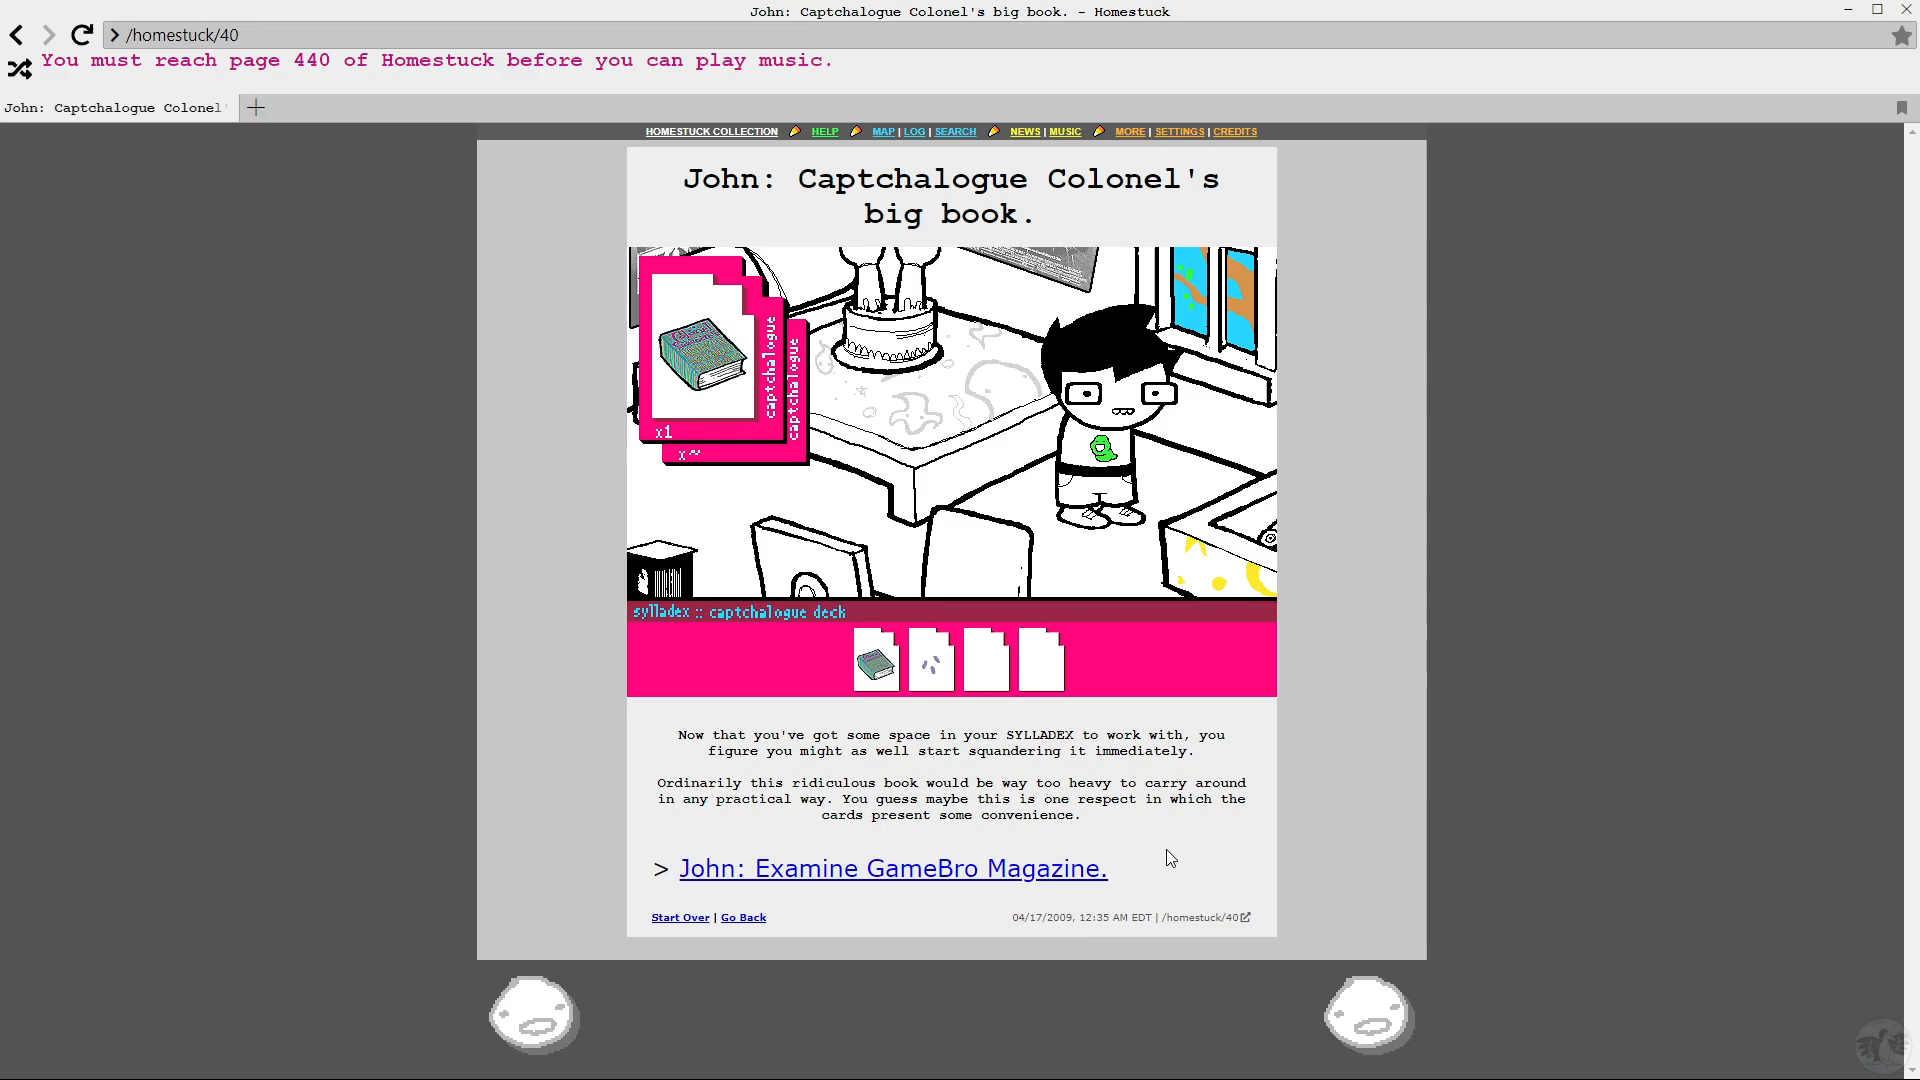 John: Captchalogue Colonel's big book. - Homestuck
/homestuck/40
You must reach page 440 of Homestuck before you can play music.
John: Captchalogue Colonel'
HOMESTUCK COLLECTION HELP MAP | LOG | SEARCH NEWS | MUSIC MORE | SETTINGS | CREDITS
John: Captchalogue Colonel's
big book.
captchalogue
captchalogue
x1
x~
sylladex :: captchalogue deck
Now that you've got some space in your SYLLADEX to work with, you
figure you might as well start squandering it immediately.
Ordinarily this ridiculous book would be way too heavy to carry around
in any practical way. You guess maybe this is one respect in which the
cards present some convenience.
> John: Examine GameBro Magazine.
Start Over | Go Back
04/17/2009, 12:35 AM EDT | /homestuck/40